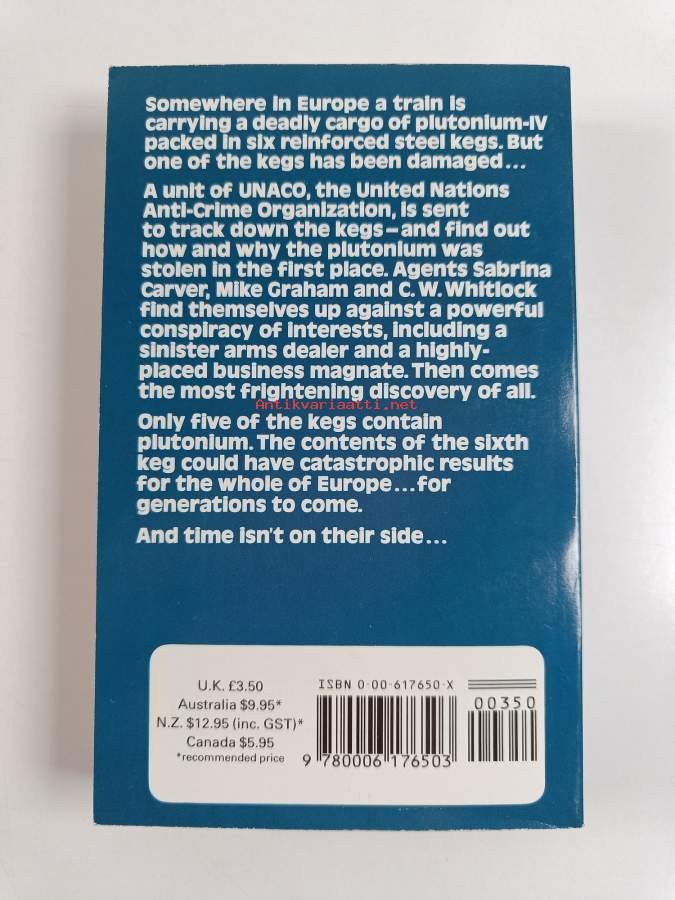 Somewhere in Europe a train is
carrying a deadly cargo of plutonium-IV
packed in six reinforced steel kegs. But
one of the kegs has been damaged...
A unit of UNACO, the United Nations
Anti-Crime Organization, is sent
to track down the kegs – and find out
how and why the plutonium was
stolen in the first place. Agents Sabrina
Carver, Mike Graham and C. W. Whitlock
find themselves up against a powerful
conspiracy of interests, including a
sinister arms dealer and a highly-
placed business magnate. Then comes
the most frightening discovery of all.
Antikvariaatti.net
Only five of the kegs contain
plutonium. The contents of the sixth
keg could have catastrophic results
for the whole of Europe...for
generations to come.
And time isn't on their side...
U.K. £3.50
Australia $9.95*
N.Z. $12.95 (inc. GST)*
Canada $5.95
*recommended price
ISBN 0-00-617650-X
00350
9 780006 176503